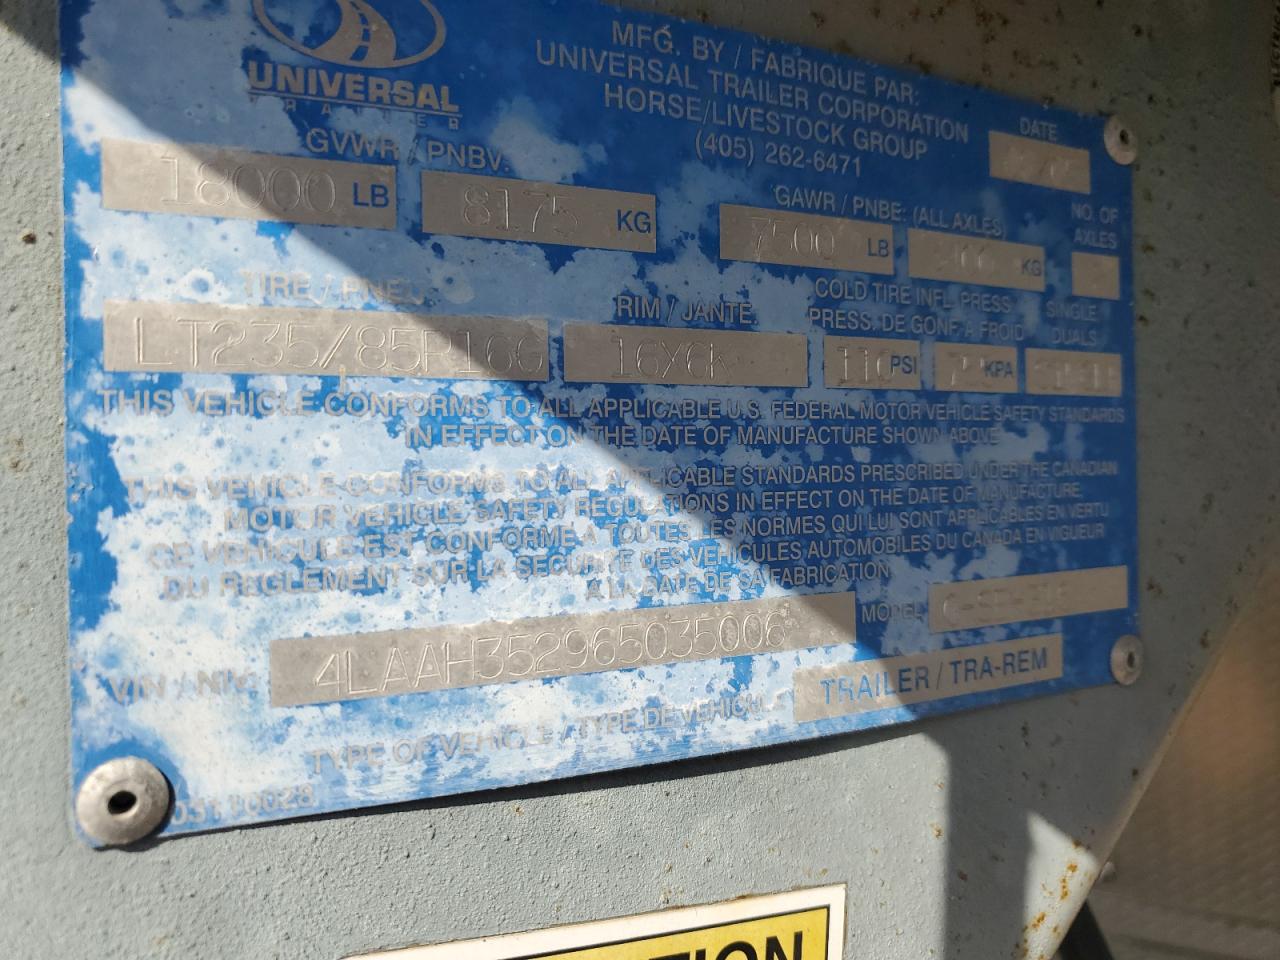 UNIVERSAL
TRAILER
MFG. BY / FABRIQUE PAR:
UNIVERSAL TRAILER CORPORATION
HORSE/LIVESTOCK GROUP
(405) 262-6471
DATE
GVWR / PNBV.
18000 LB 8175 KG
GAWR / PNBE: (ALL AXLES)
7500 LB KG
NO. OF
AXLES
TIRE / PNEU
LT235/85R16G
RIM / JANTE.
16X6K
COLD TIRE INFL. PRESS.
PRESS. DE GONF A FROID
110 PSI KPA
SINGLE
DUALS
THIS VEHICLE CONFORMS TO ALL APPLICABLE U.S. FEDERAL MOTOR VEHICLE SAFETY STANDARDS
IN EFFECT ON THE DATE OF MANUFACTURE SHOWN ABOVE
THIS VEHICLE CONFORMS TO ALL APPLICABLE STANDARDS PRESCRIBED UNDER THE CANADIAN
MOTOR VEHICLE SAFETY REGULATIONS IN EFFECT ON THE DATE OF MANUFACTURE.
CE VEHICULE EST CONFORME A TOUTES LES NORMES QUI LUI SONT APPLICABLES EN VERTU
DU REGLEMENT SUR LA SECURITE DES VEHICULES AUTOMOBILES DU CANADA EN VIGUEUR
A LA DATE DE SA FABRICATION
VIN / NIV: 4LAAH352965035006
MODEL
TYPE OF VEHICLE / TYPE DE VEHICULE TRAILER / TRA-REM
03110028